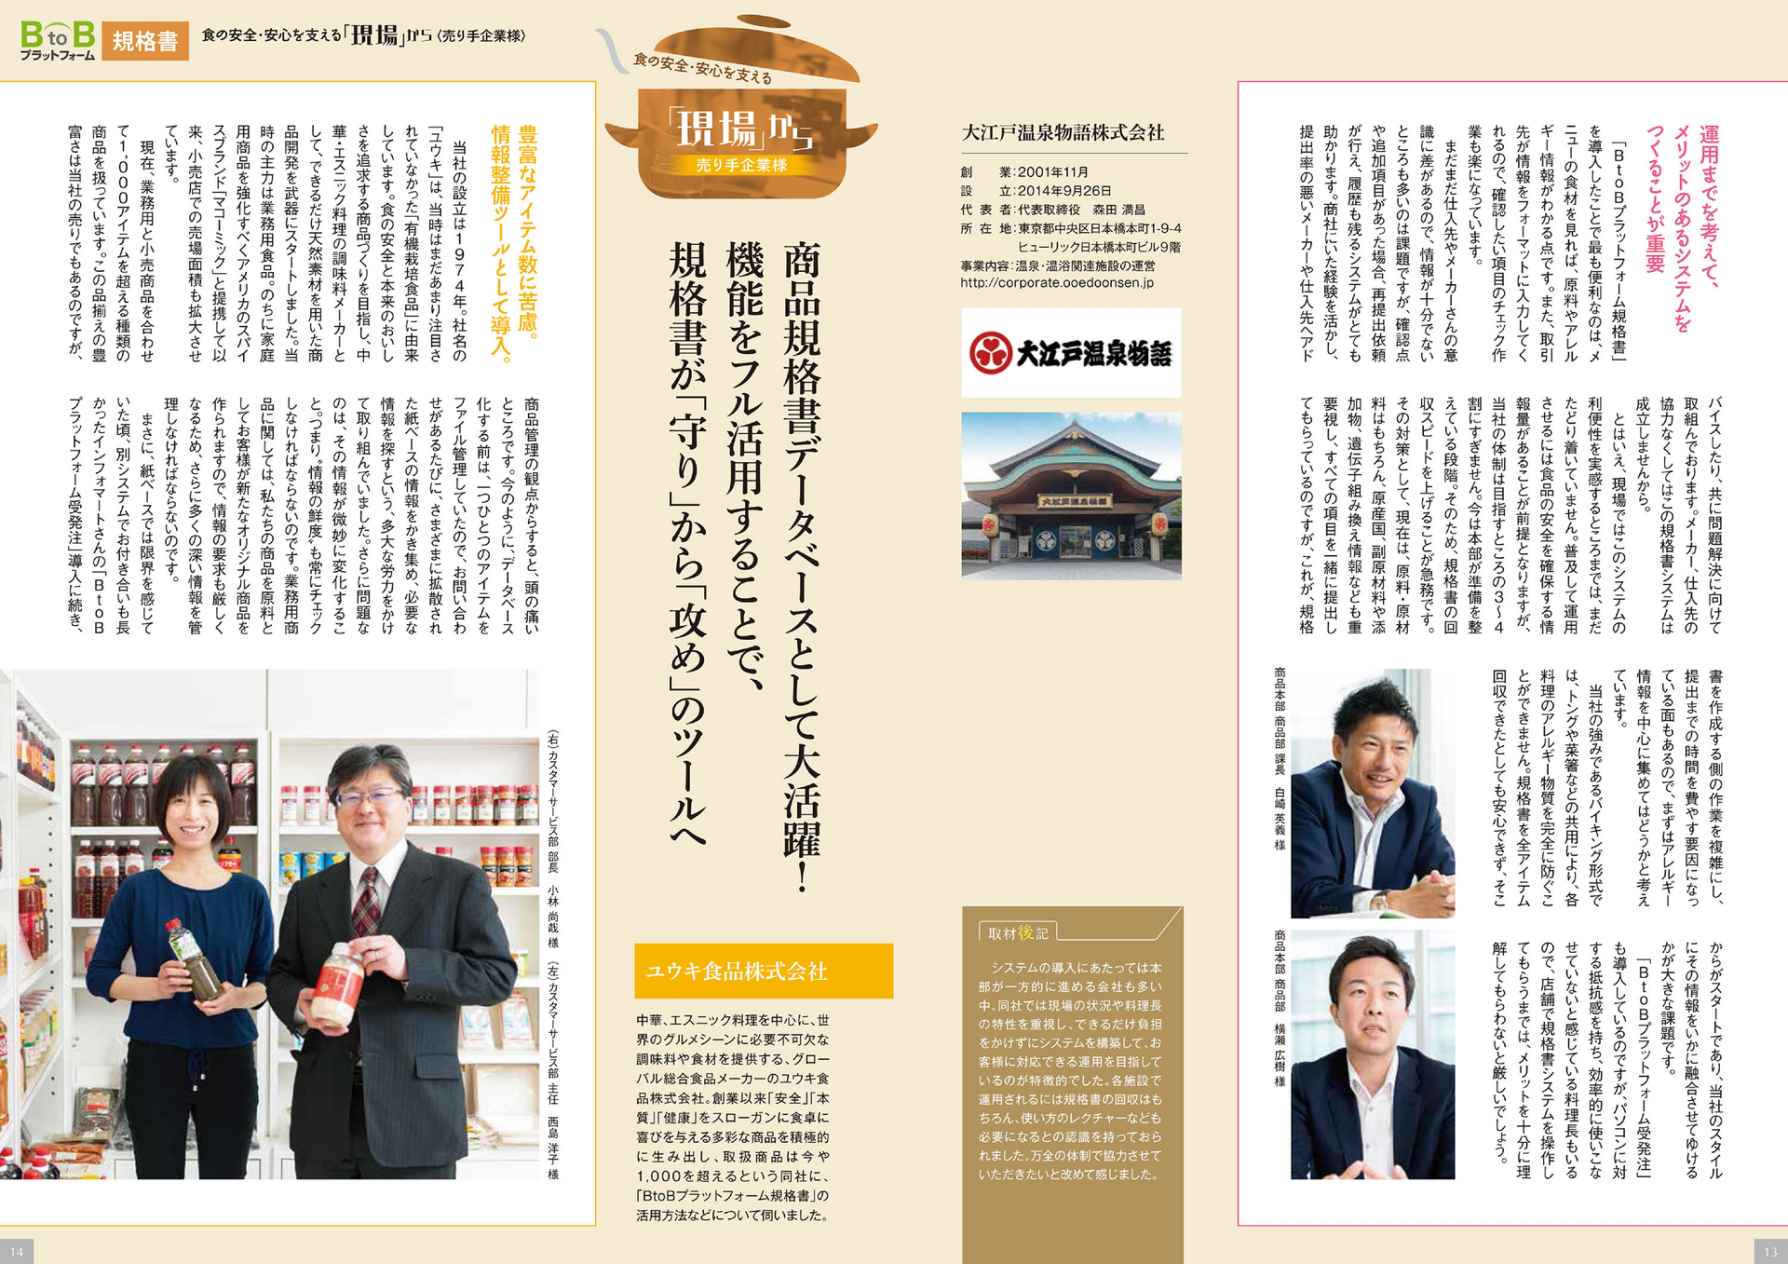 BtoB
プラットフォーム
規格書
食の安全・安心を支える「現場」から〈売り手企業様〉
運用までを考えて、
メリットのあるシステムを
つくることが重要
「BtoBプラットフォーム規格書」
を導入したことで最も便利なのは、メ
ニューの食材を見れば、原料やアレル
ギー情報がわかる点です。また、取引
先が情報をフォーマットに入力してく
れるので、確認したい項目のチェック作
業も楽になっています。
まだまだ仕入先やメーカーさんの意
識に差があるので、情報が十分でない
ところも多いのは課題ですが、確認点
や追加項目があった場合、再提出依頼
が行え、履歴も残るシステムがとても
助かります。商社にいた経験を活かし、
提出率の悪いメーカーや仕入先へアド
バイスしたり、共に問題解決に向けて
取組んでおります。メーカー、仕入先の
協力なくしてはこの規格書システムは
成立しませんから。
とはいえ、現場ではこのシステムの
利便性を実感するところまでは、まだ
たどり着いていません。普及して運用
させるには食品の安全を確保する情
報量があることが前提となりますが、
当社の体制は目指すところの3〜4
割にすぎません。今は本部が準備を整
えている段階。そのため、規格書の回
収スピードを上げることが急務です。
その対策として、現在は、原料・原材
料はもちろん、原産国、副原材料や添
加物、遺伝子組み換え情報なども重
要視し、すべての項目を一緒に提出し
てもらっているのですが、これが、規格
書を作成する側の作業を複雑にし、
提出までの時間を費やす要因になっ
ている面もあるので、まずはアレルギー
情報を中心に集めてはどうかと考え
ています。
当社の強みであるバイキング形式で
は、トングや菜箸などの共用により、各
料理のアレルギー物質を完全に防ぐこ
とができません。規格書を全アイテム
回収できたとしても安心できず、そこ
からがスタートであり、当社のスタイル
にその情報をいかに融合させてゆける
かが大きな課題です。
「BtoBプラットフォーム受発注」
も導入しているのですが、パソコンに対
する抵抗感を持ち、効率的に使いこな
せていないと感じている料理長もいる
ので、店舗で規格書システムを操作し
てもらうまでは、メリットを十分に理
解してもらわないと厳しいでしょう。
商品本部 商品部 課長 白崎 英義 様
商品本部 商品部 横瀬 広樹 様
大江戸温泉物語株式会社
創　　業:2001年11月
設　　立:2014年9月26日
代 表 者:代表取締役　森田 満昌
所 在 地:東京都中央区日本橋本町1-9-4
ヒューリック日本橋本町ビル9階
事業内容:温泉・温浴関連施設の運営
http://corporate.ooedoonsen.jp
大江戸温泉物語
大江戸温泉物語
取材後記
システムの導入にあたっては本
部が一方的に進める会社も多い
中、同社では現場の状況や料理長
の特性を重視し、できるだけ負担
をかけずにシステムを構築して、お
客様に対応できる運用を目指して
いるのが特徴的でした。各施設で
運用されるには規格書の回収はも
ちろん、使い方のレクチャーなども
必要になるとの認識を持っておら
れました。万全の体制で協力させて
いただきたいと改めて感じました。
食の安全・安心を支える
「現場」から
売り手企業様
商品規格書データベースとして大活躍!
機能をフル活用することで、
規格書が「守り」から「攻め」のツールへ
ユウキ食品株式会社
中華、エスニック料理を中心に、世
界のグルメシーンに必要不可欠な
調味料や食材を提供する、グロー
バル総合食品メーカーのユウキ食
品株式会社。創業以来「安全」「本
質」「健康」をスローガンに食卓に
喜びを与える多彩な商品を積極的
に生み出し、取扱商品は今や
1,000を超えるという同社に、
「BtoBプラットフォーム規格書」の
活用方法などについて伺いました。
豊富なアイテム数に苦慮。
情報整備ツールとして導入。
当社の設立は1974年。社名の
「ユウキ」は、当時はまだあまり注目さ
れていなかった「有機栽培食品」に由来
しています。食の安全と本来のおいし
さを追求する商品づくりを目指し、中
華・エスニック料理の調味料メーカーと
して、できるだけ天然素材を用いた商
品開発を武器にスタートしました。当
時の主力は業務用食品。のちに家庭
用商品を強化すべくアメリカのスパイ
スブランド「マコーミック」と提携して以
来、小売店での売場面積も拡大させ
ています。
現在、業務用と小売商品を合わせ
て1,000アイテムを超える種類の
商品を扱っています。この品揃えの豊
富さは当社の売りでもあるのですが、
商品管理の観点からすると、頭の痛い
ところです。今のように、データベース
化する前は、一つひとつのアイテムを
ファイル管理していたので、お問い合わ
せがあるたびに、さまざまに拡散され
た紙ベースの情報をかき集め、必要な
情報を探すという、多大な労力をかけ
て取り組んでいました。さらに問題な
のは、その情報が微妙に変化するこ
と。つまり、〝情報の鮮度〟も常にチェック
しなければならないのです。業務用商
品に関しては、私たちの商品を原料と
してお客様が新たなオリジナル商品を
作られますので、情報の要求も厳しく
なるため、さらに多くの深い情報を管
理しなければならないのです。
まさに、紙ベースでは限界を感じて
いた頃、別システムでお付き合いも長
かったインフォマートさんの「BtoB
プラットフォーム受発注」導入に続き、
(右)カスタマーサービス部 部長 小林 尚哉 様 (左)カスタマーサービス部 主任 西島 洋子 様
14
13